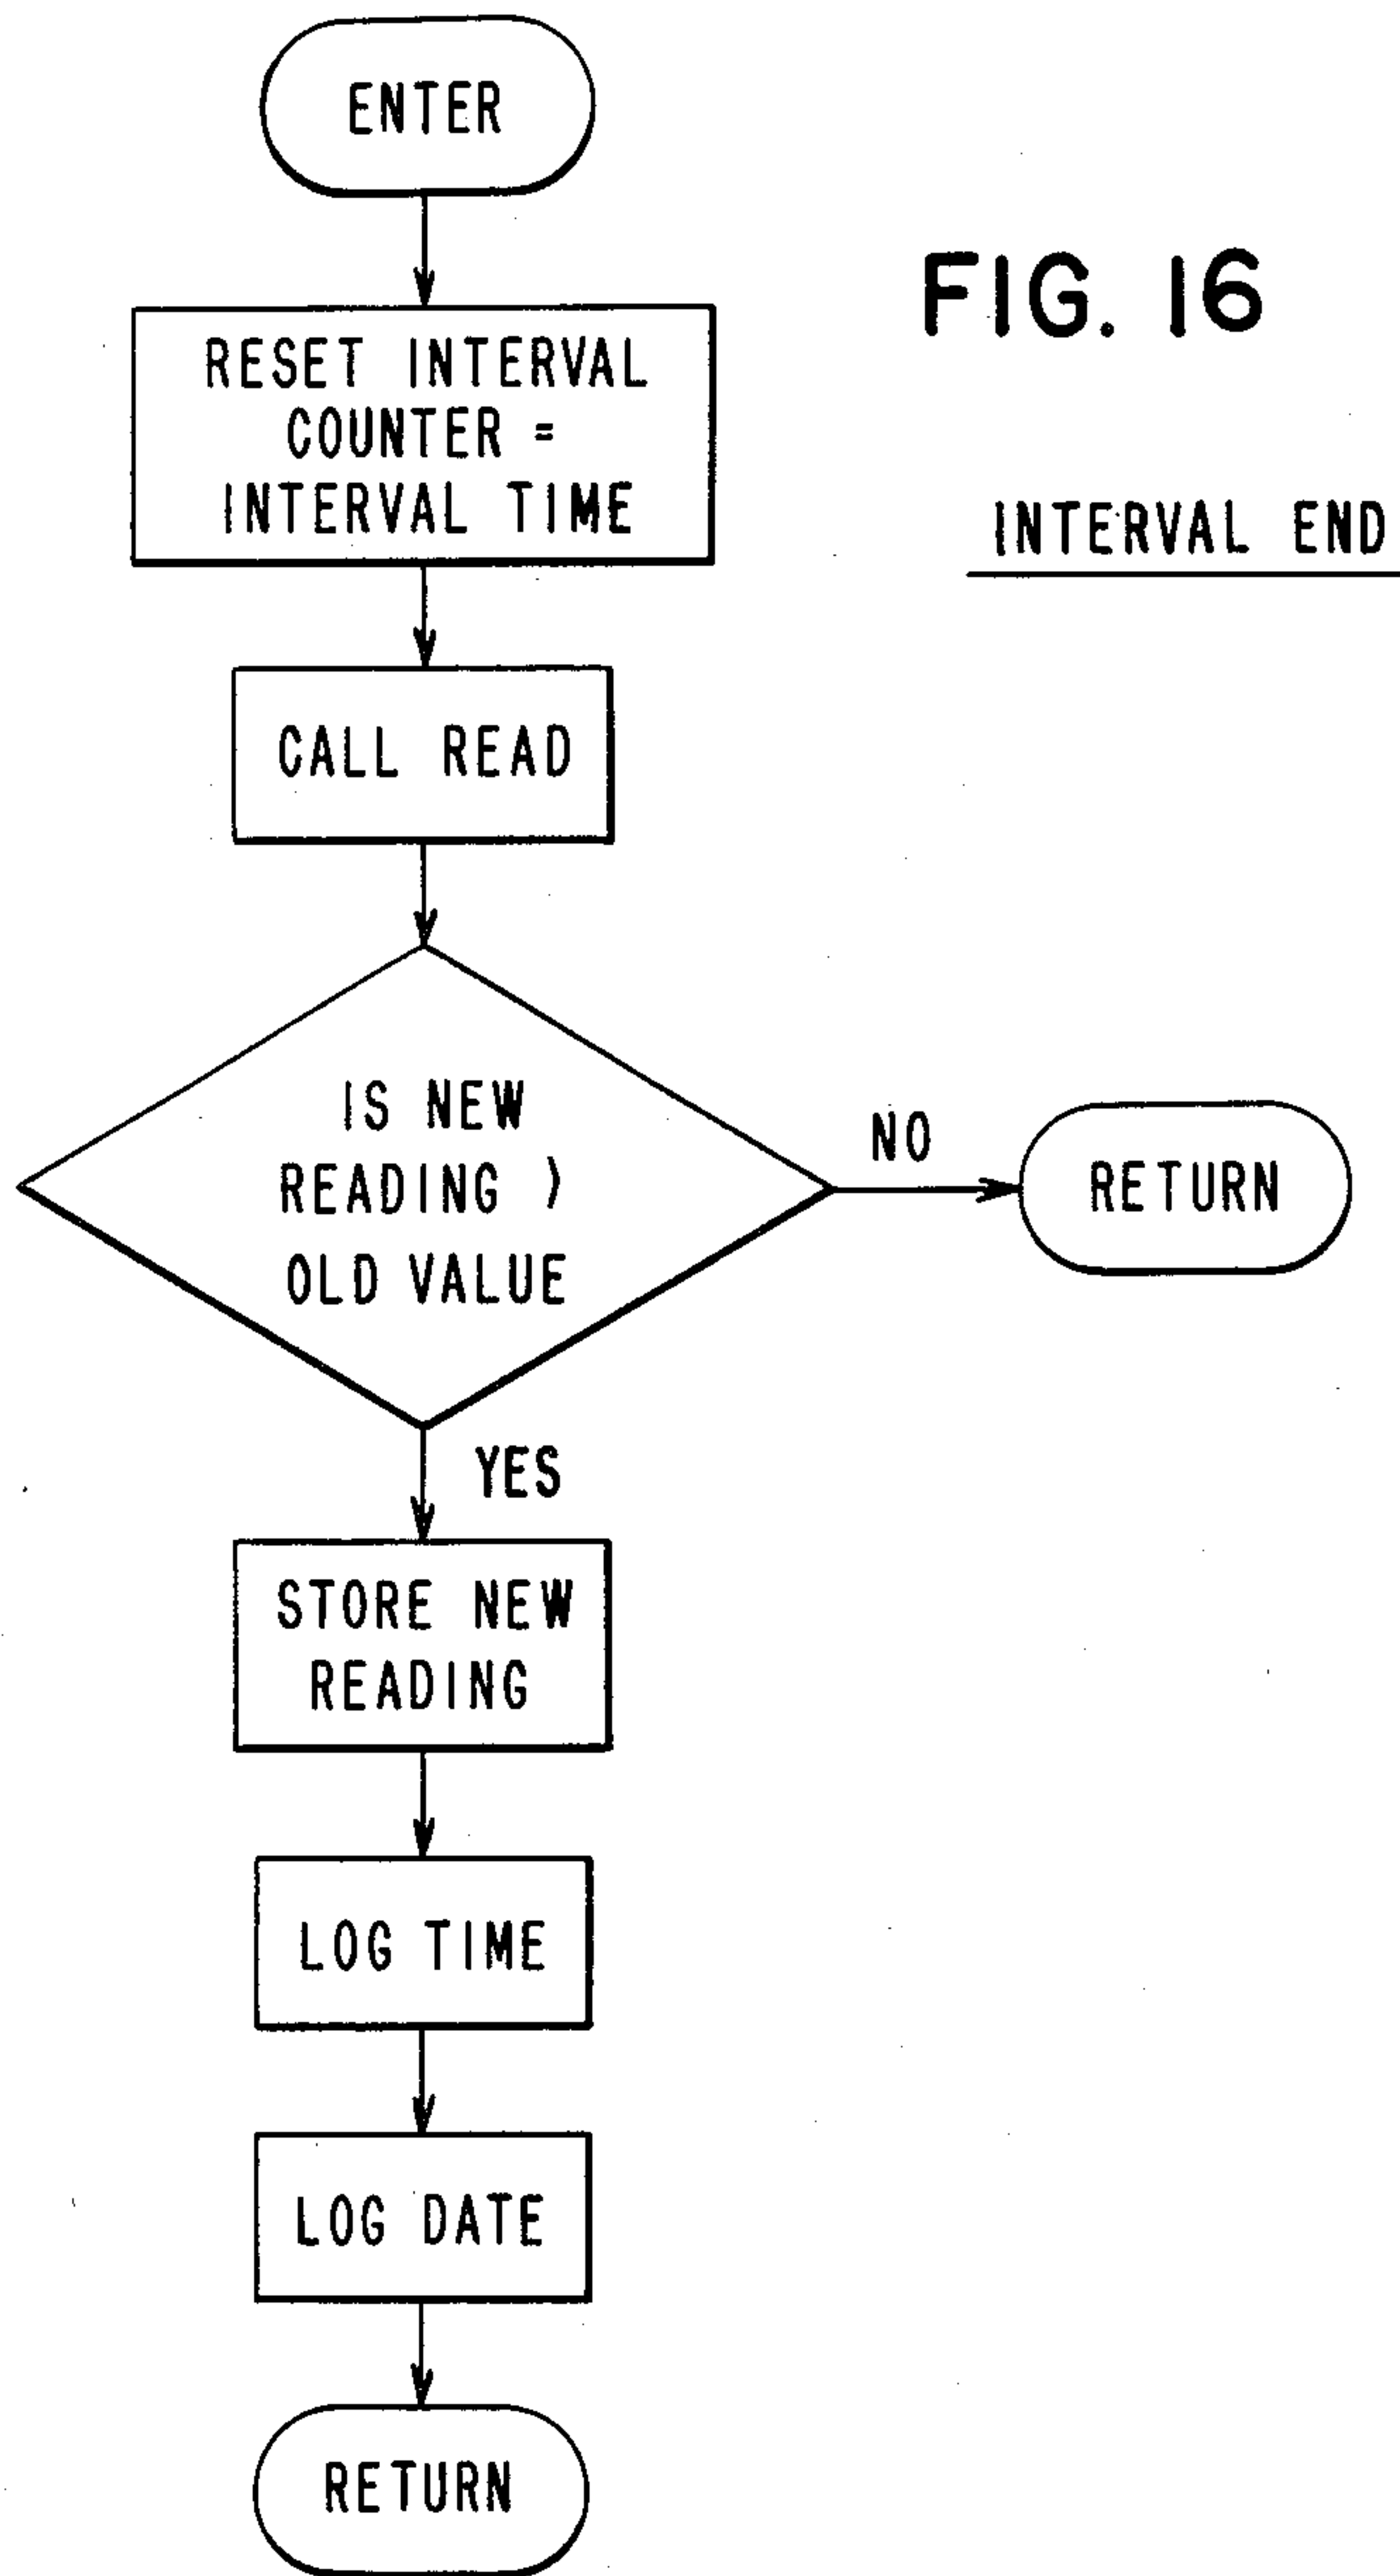 ENTER
FIG. 16
RESET INTERVAL
COUNTER =
INTERVAL TIME
INTERVAL END
CALL READ
IS NEW
READING >
OLD VALUE
NO
RETURN
YES
STORE NEW
READING
LOG TIME
LOG DATE
RETURN